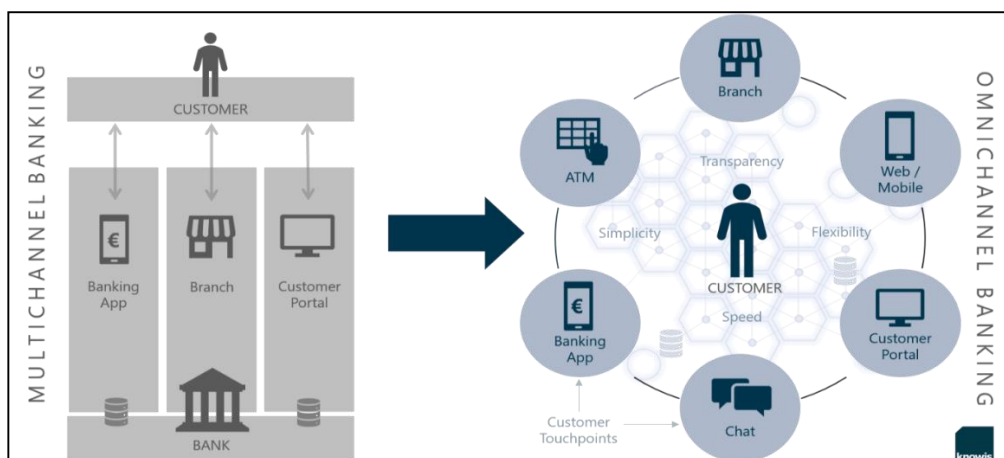 MULTICHANNEL BANKING
CUSTOMER
€
Banking
App
Branch
Customer
Portal
BANK
Branch
ATM
Web /
Mobile
Transparency
Simplicity
Flexibility
CUSTOMER
Speed
€
Banking
App
Customer
Portal
Chat
Customer
Touchpoints
OMNICHANNEL BANKING
knowis